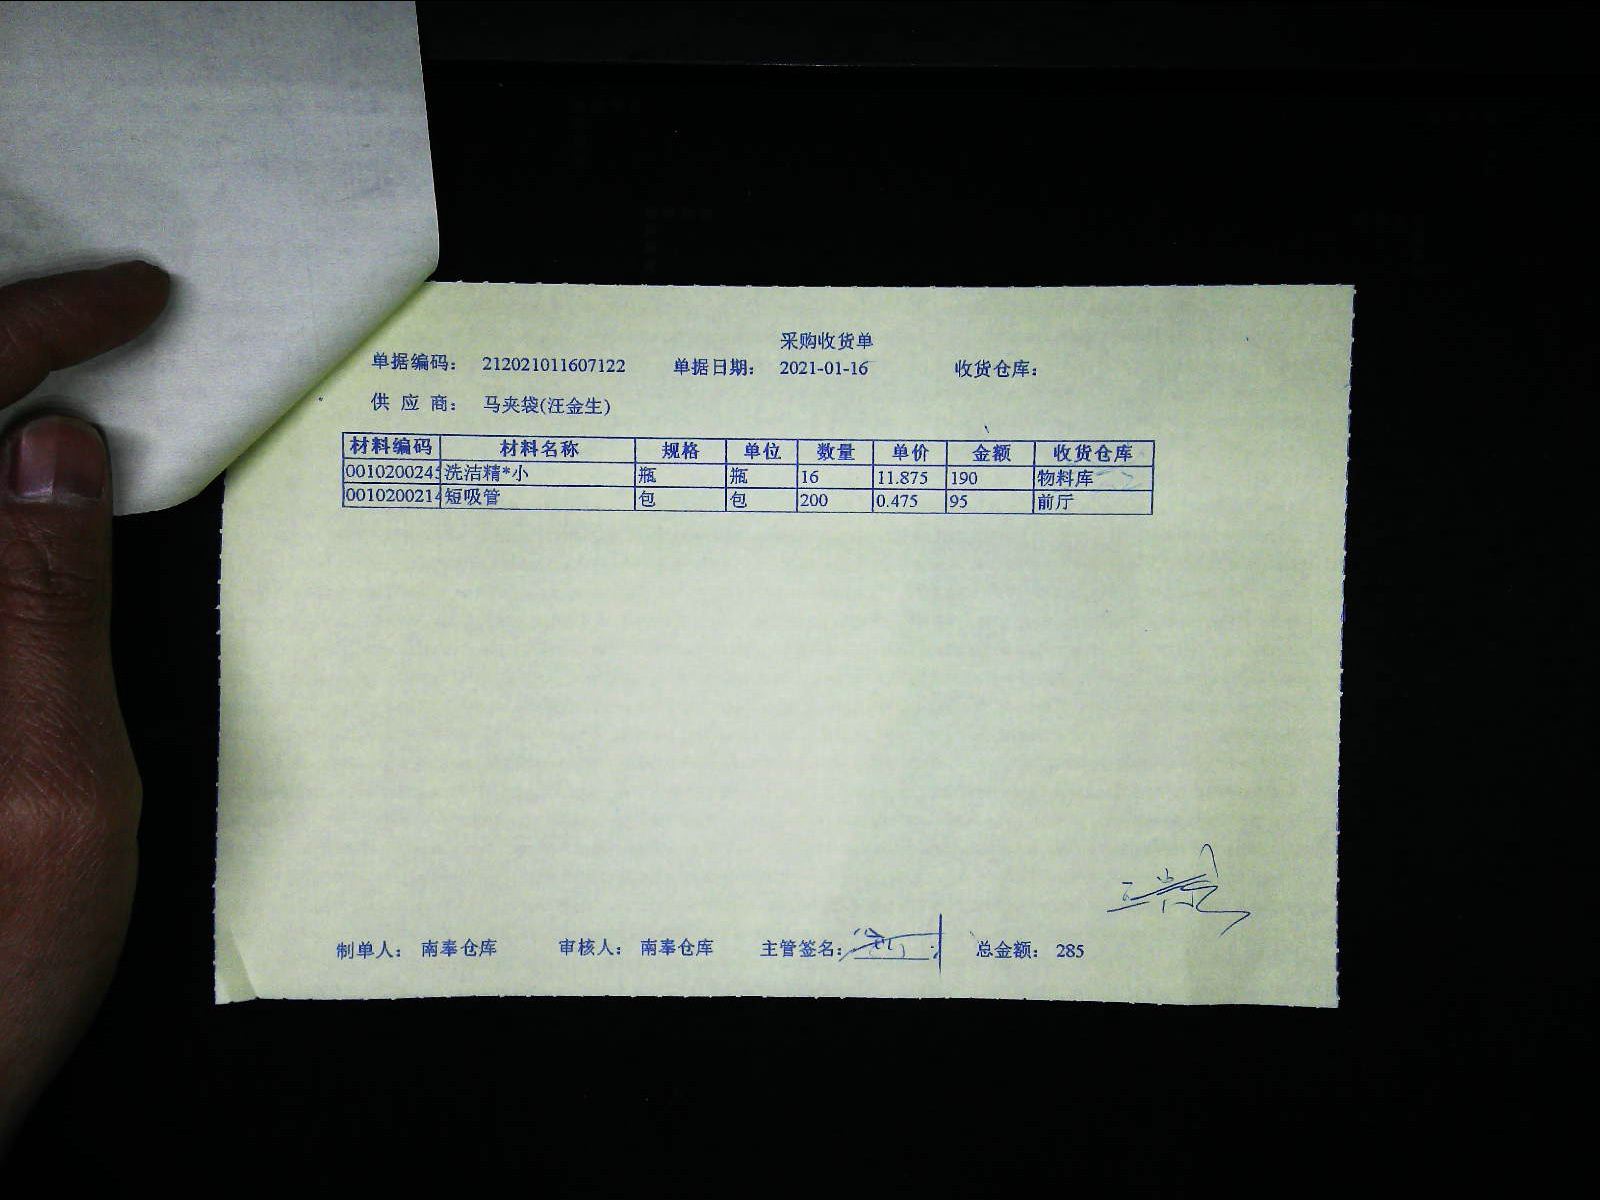 采购收货单
单据编码： 212021011607122 单据日期： 2021-01-16 收货仓库：
供 应 商： 马夹袋(汪金生)
材料编码 材料名称 规格 单位 数量 单价 金额 收货仓库
001020024 洗洁精*小 瓶 瓶 16 11.875 190 物料库
001020021 短吸管 包 包 200 0.475 95 前厅
制单人： 南奉仓库 审核人： 南奉仓库 主管签名: 总金额： 285